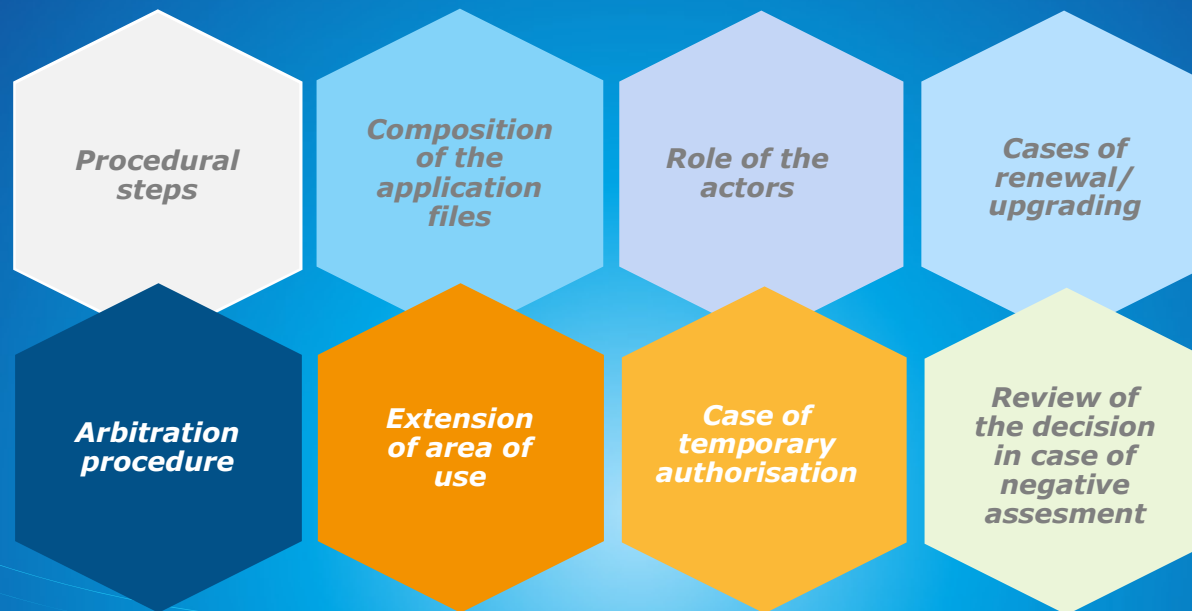 Procedural
steps
Composition
of the
application
files
Role of the
actors
Cases of
renewal/
upgrading
Arbitration
procedure
Extension
of area of
use
Case of
temporary
authorisation
Review of
the decision
in case of
negative
assesment